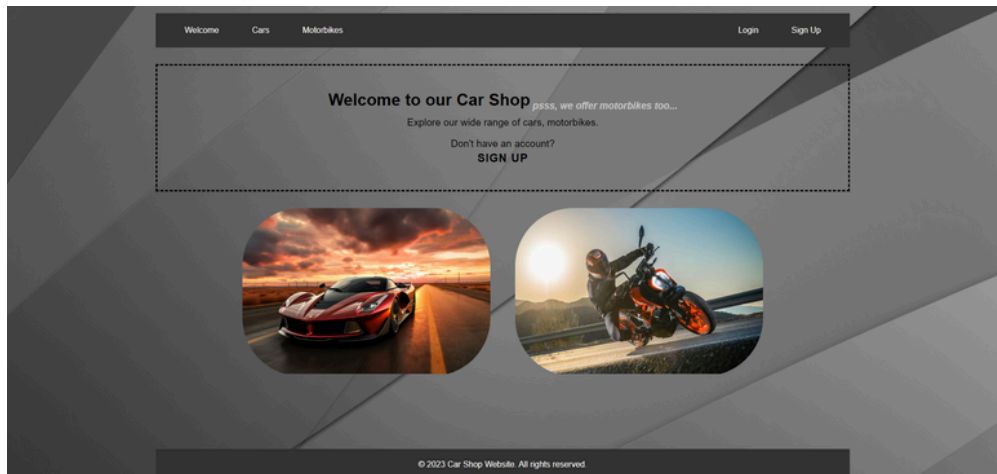 Welcome Cars Motorbikes Login Sign Up
Welcome to our Car Shop psss, we offer motorbikes too...
Explore our wide range of cars, motorbikes.
Don't have an account?
SIGN UP
© 2023 Car Shop Website. All rights reserved.